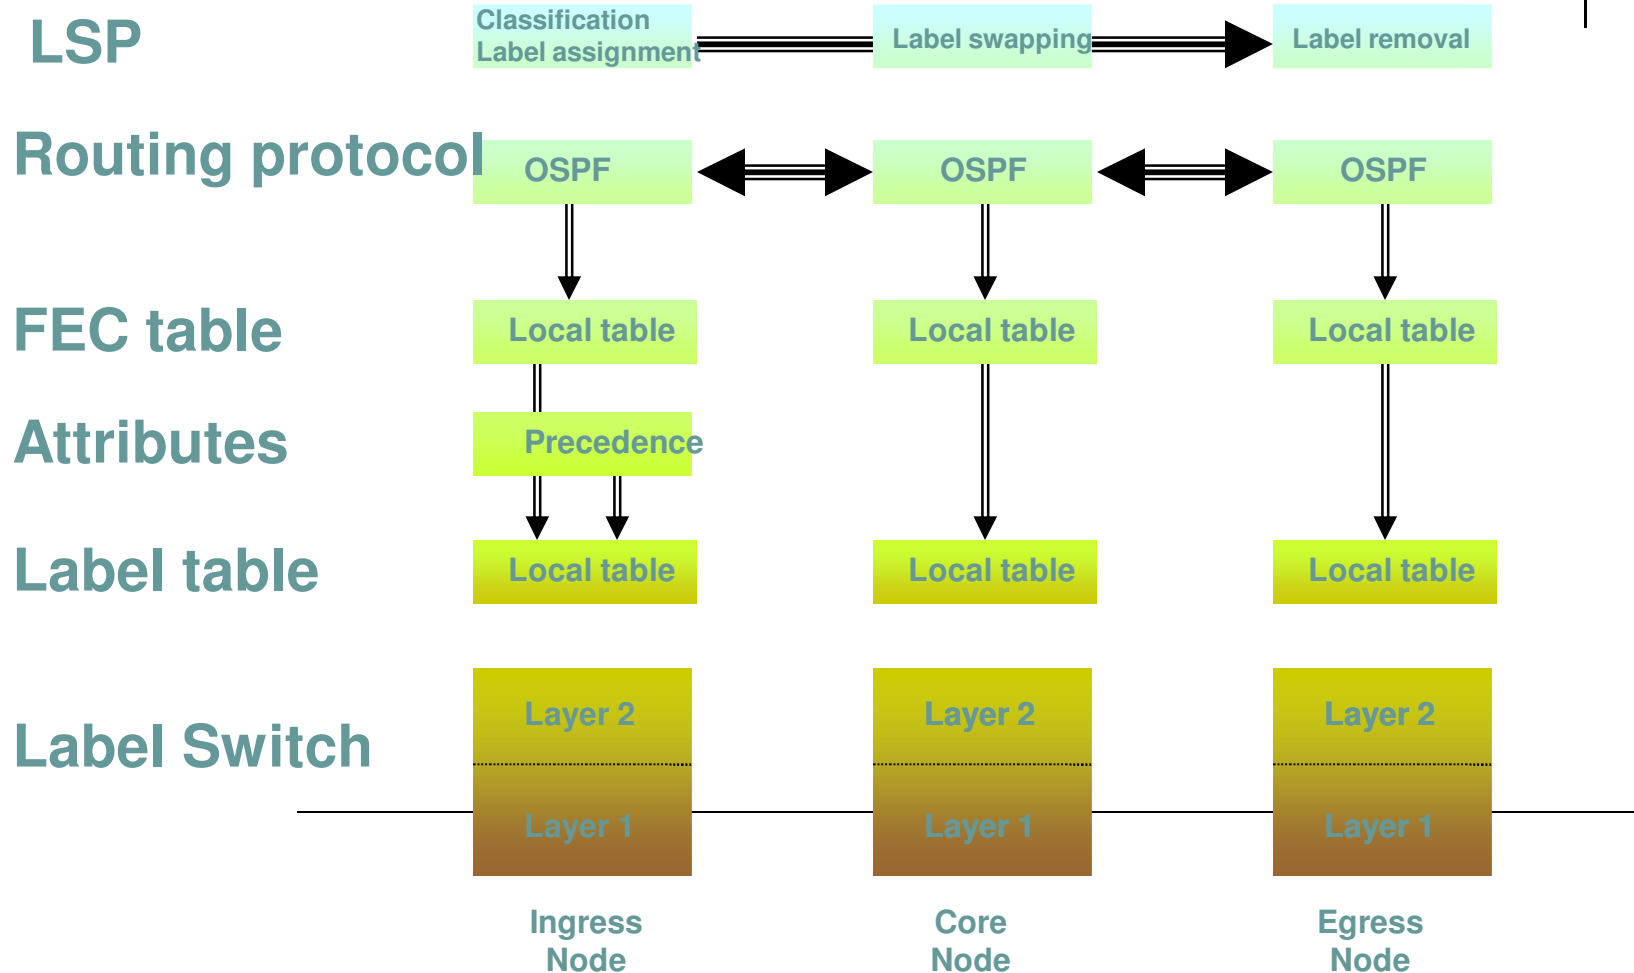 LSP
Classification
Label assignment
Label swapping
Label removal
Routing protocol
OSPF
OSPF
OSPF
FEC table
Local table
Local table
Local table
Attributes
Precedence
Label table
Local table
Local table
Local table
Label Switch
Layer 2
Layer 2
Layer 2
Layer 1
Layer 1
Layer 1
Ingress
Node
Core
Node
Egress
Node